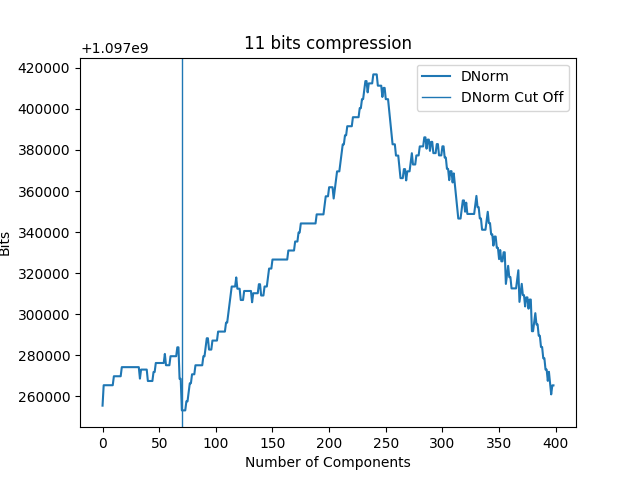 11 bits compression
+1.097e9
420000
400000
380000
360000
340000
320000
300000
280000
260000
Bits
DNorm
DNorm Cut Off
0 50 100 150 200 250 300 350 400
Number of Components